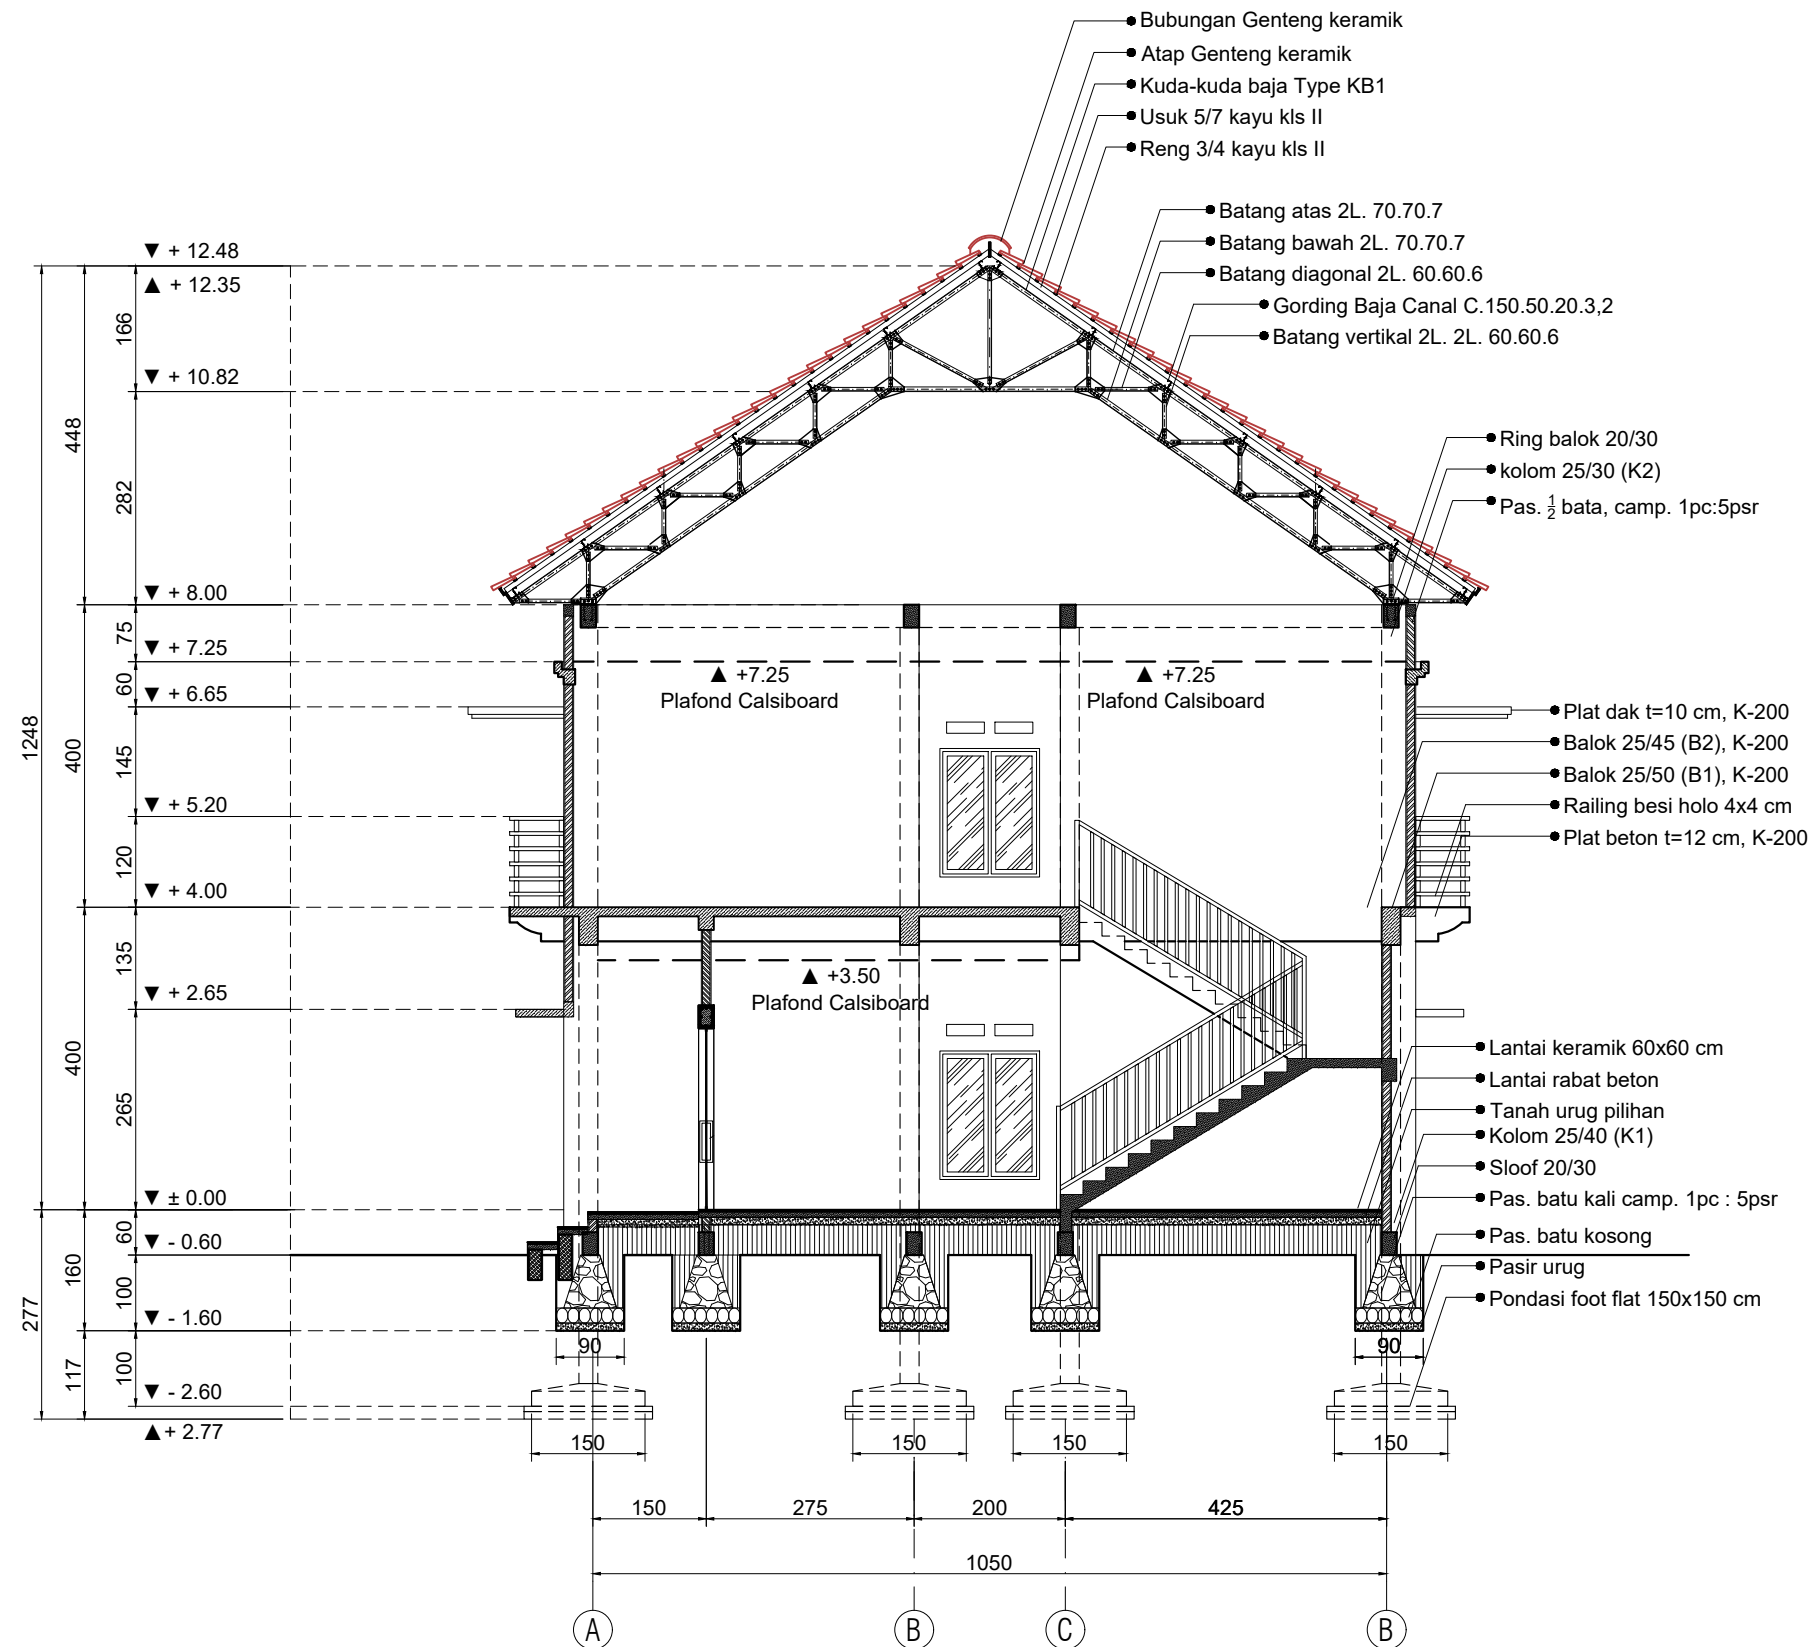 Bubungan Genteng keramik
Atap Genteng keramik
Kuda-kuda baja Type KB1
Usuk 5/7 kayu kls II
Reng 3/4 kayu kls II
Batang atas 2L. 70.70.7
Batang bawah 2L. 70.70.7
Batang diagonal 2L. 60.60.6
Gording Baja Canal C.150.50.20.3,2
Batang vertikal 2L. 2L. 60.60.6
▼ + 12.48
▲ + 12.35
166
▼ + 10.82
448
282
Ring balok 20/30
kolom 25/30 (K2)
Pas. ½ bata, camp. 1pc:5psr
▼ + 8.00
75
▼ + 7.25
60
▼ + 6.65
▲ +7.25
Plafond Calsiboard
▲ +7.25
Plafond Calsiboard
1248
400
145
▼ + 5.20
120
▼ + 4.00
Plat dak t=10 cm, K-200
Balok 25/45 (B2), K-200
Balok 25/50 (B1), K-200
Railing besi holo 4x4 cm
Plat beton t=12 cm, K-200
135
▼ + 2.65
▲ +3.50
Plafond Calsiboard
400
265
▼ ± 0.00
Lantai keramik 60x60 cm
Lantai rabat beton
Tanah urug pilihan
Kolom 25/40 (K1)
Sloof 20/30
Pas. batu kali camp. 1pc : 5psr
Pas. batu kosong
Pasir urug
Pondasi foot flat 150x150 cm
60
▼ - 0.60
160
100
277
▼ - 1.60
117
100
▼ - 2.60
▲ + 2.77
90
90
150
150
150
150
150
275
200
425
1050
A
B
C
B